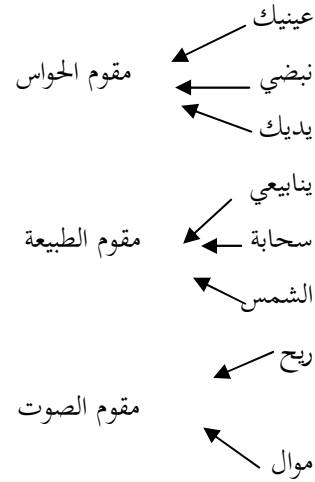 عينيك
نبضي مقوم الحواس
يديك
ينابيعي
سحابة مقوم الطبيعة
الشمس
ريح
مقوم الصوت
موال